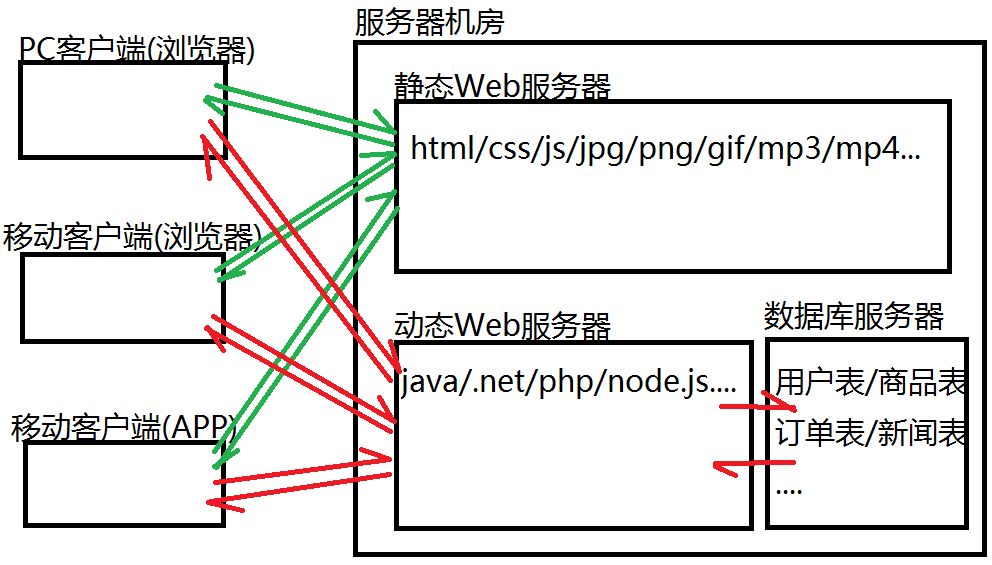 服务器机房
PC客户端(浏览器)
静态Web服务器
html/css/js/jpg/png/gif/mp3/mp4...
移动客户端(浏览器)
动态Web服务器
数据库服务器
java/.net/php/node.js....
用户表/商品表
移动客户端(APP)
订单表/新闻表
....